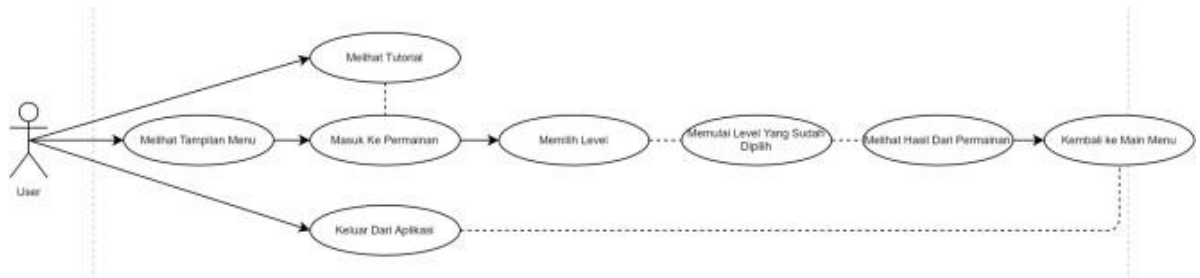 Melihat Tutorial
Melihat Tampilan Menu
Masuk Ke Permainan
Memilih Level
Memulai Level Yang Sudah
Dipilih
Melihat Hasil Dari Permainan
Kembali ke Main Menu
User
Keluar Dari Aplikasi